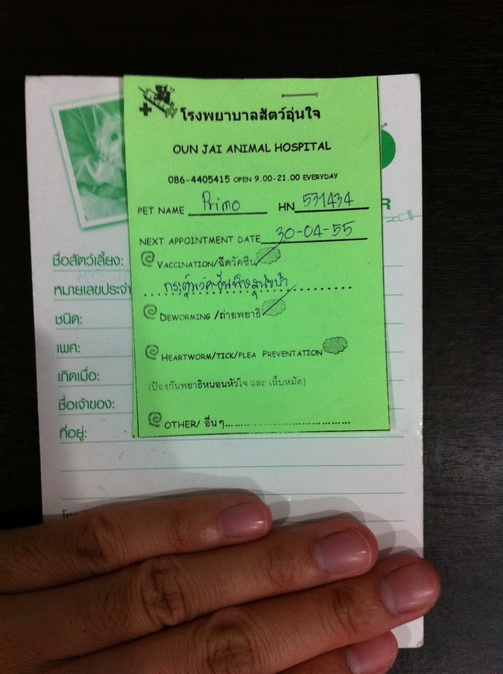 โรงพยาบาลสัตว์อุ่นใจ
OUN JAI ANIMAL HOSPITAL
086-4405415 OPEN 9.00-21.00 EVERYDAY
PET NAME Primo HN 531434
NEXT APPOINTMENT DATE 30-04-55
VACCINATION/ฉีดวัคซีน
DEWORMING /ถ่ายพยาธิ
HEARTWORM/TICK/FLEA PREVENTATION
(ป้องกันพยาธิหนอนหัวใจ และ เห็บหมัด)
OTHER/ อื่นๆ
R
ชื่อสัตว์เลี้ยง:
หมายเลขประจำ
ชนิด:
เพศ:
เกิดเมื่อ:
ชื่อเจ้าของ:
ที่อยู่: